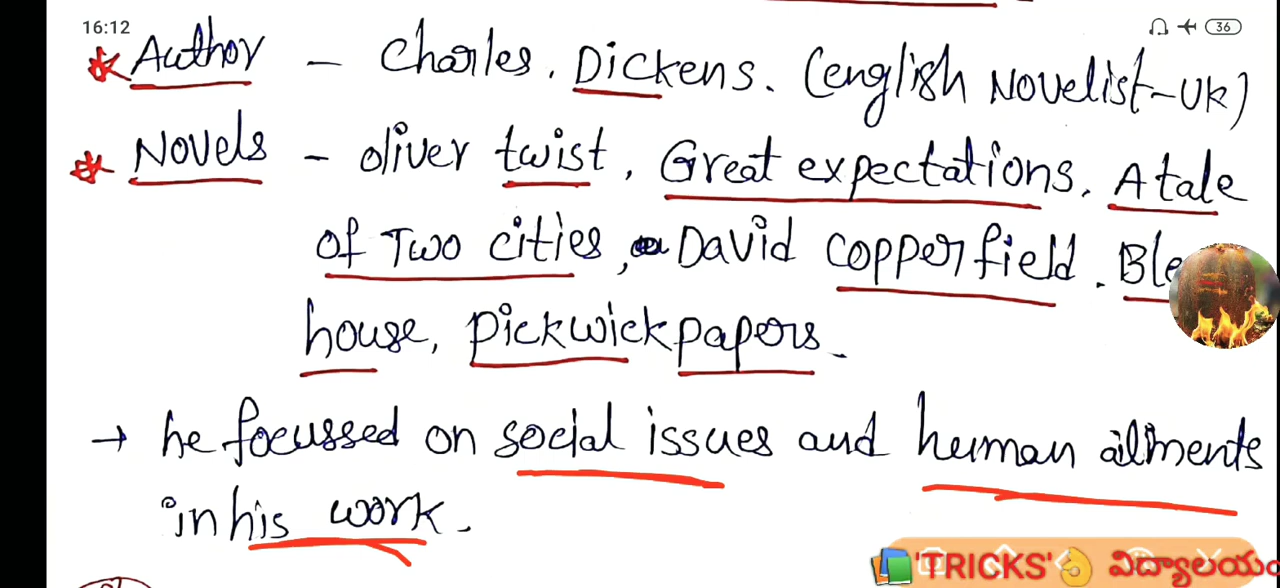 16:12 36
* Author - Charles. Dickens. (english Novelist-UK)
* Novels - oliver twist, Great expectations. A tale
of Two cities, David copperfield. Ble
house, pickwick papers.
→ he focussed on social issues and human ailments
in his work.
'TRICKS'👌 విద్యాలయం